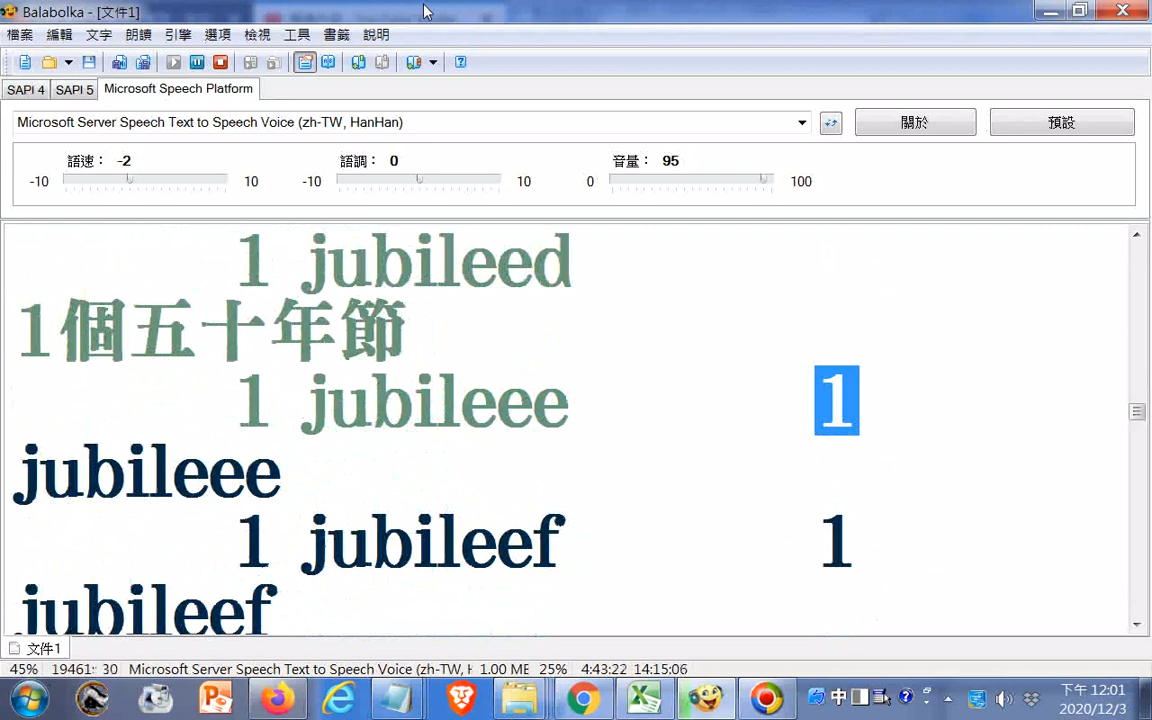 Balabolka - [文件1]
檔案 編輯 文字 朗讀 引擎 選項 檢視 工具 書籤 說明
SAPI 4 SAPI 5 Microsoft Speech Platform
Microsoft Server Speech Text to Speech Voice (zh-TW, HanHan) 關於 預設
語速： -2 語調： 0 音量： 95
-10 10 -10 10 0 100
1 jubileed
1個五十年節
1 jubileee 1
jubileee
1 jubileef 1
jubileef
文件1
45% 19461: 30 Microsoft Server Speech Text to Speech Voice (zh-TW, H 1.00 ME 25% 4:43:22 14:15:06
中 下午 12:01
2020/12/3